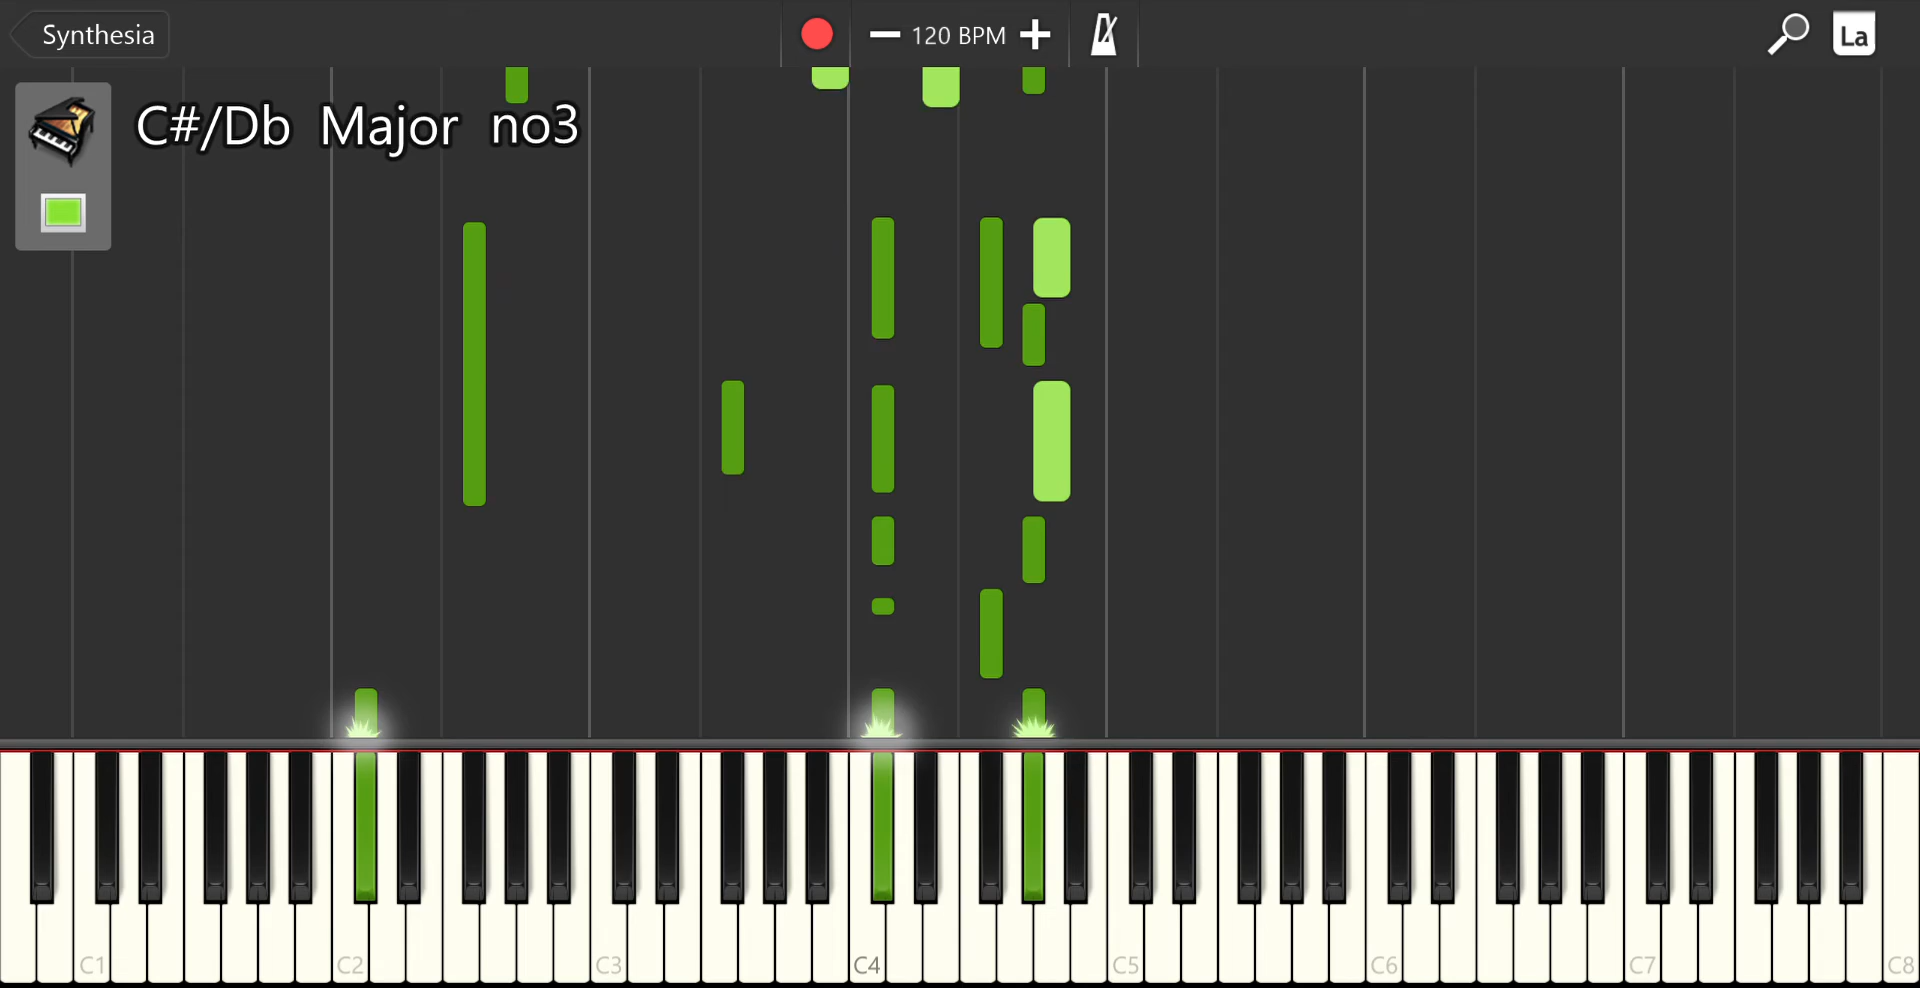 Synthesia
120 BPM
La
C#/Db Major no3
C1 C2 C3 C4 C5 C6 C7 C8